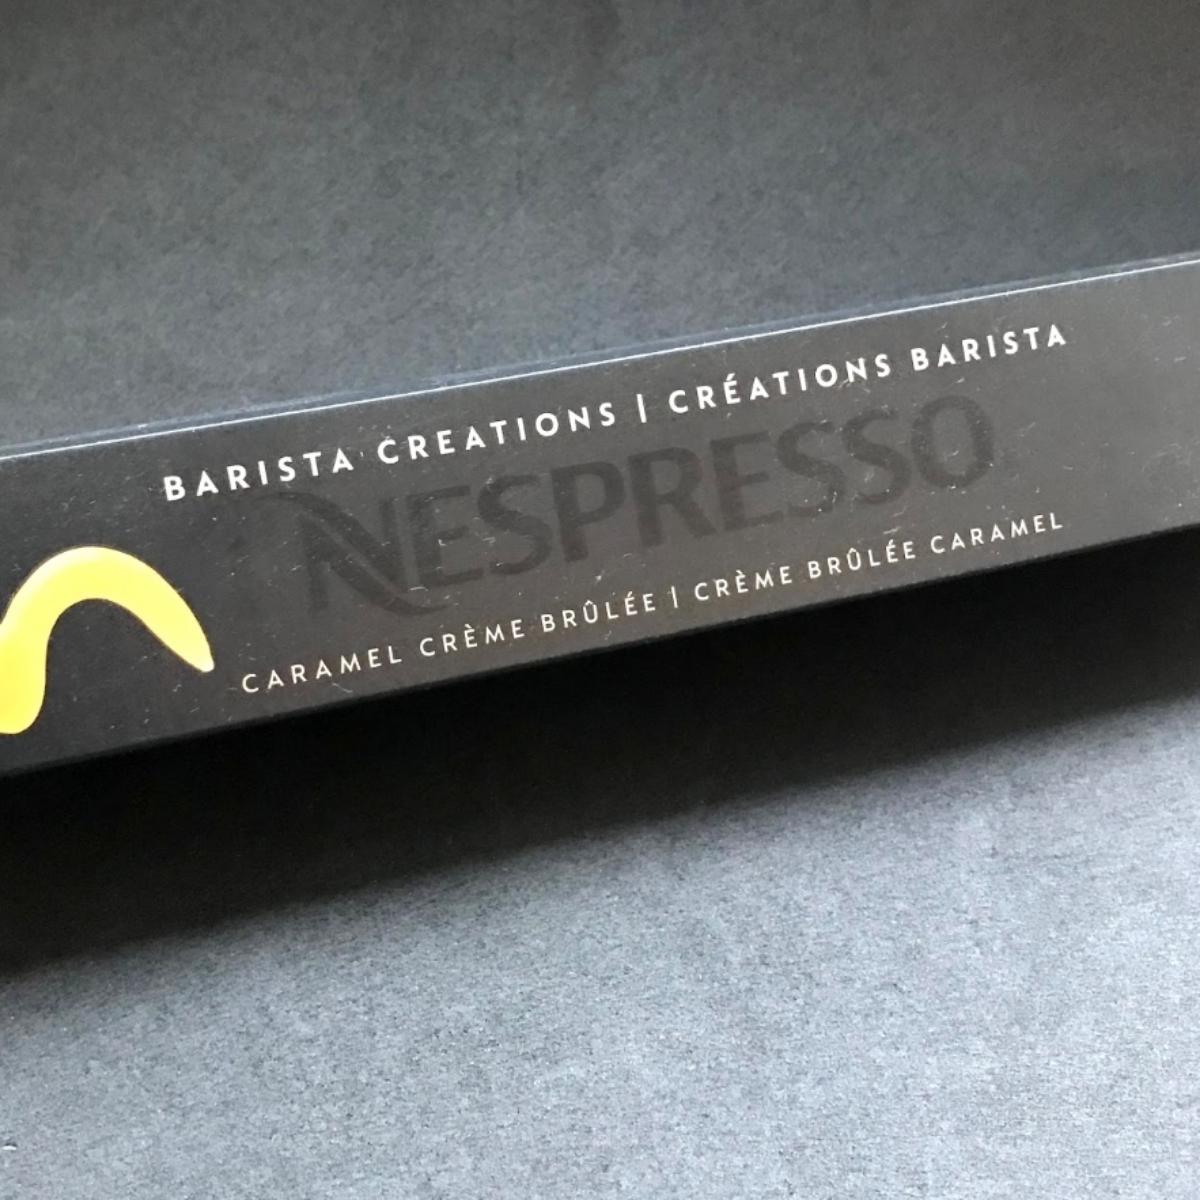 BARISTA CREATIONS | CRÉATIONS BARISTA
NESPRESSO
CARAMEL CRÈME BRÛLÉE | CRÈME BRÛLÉE CARAMEL